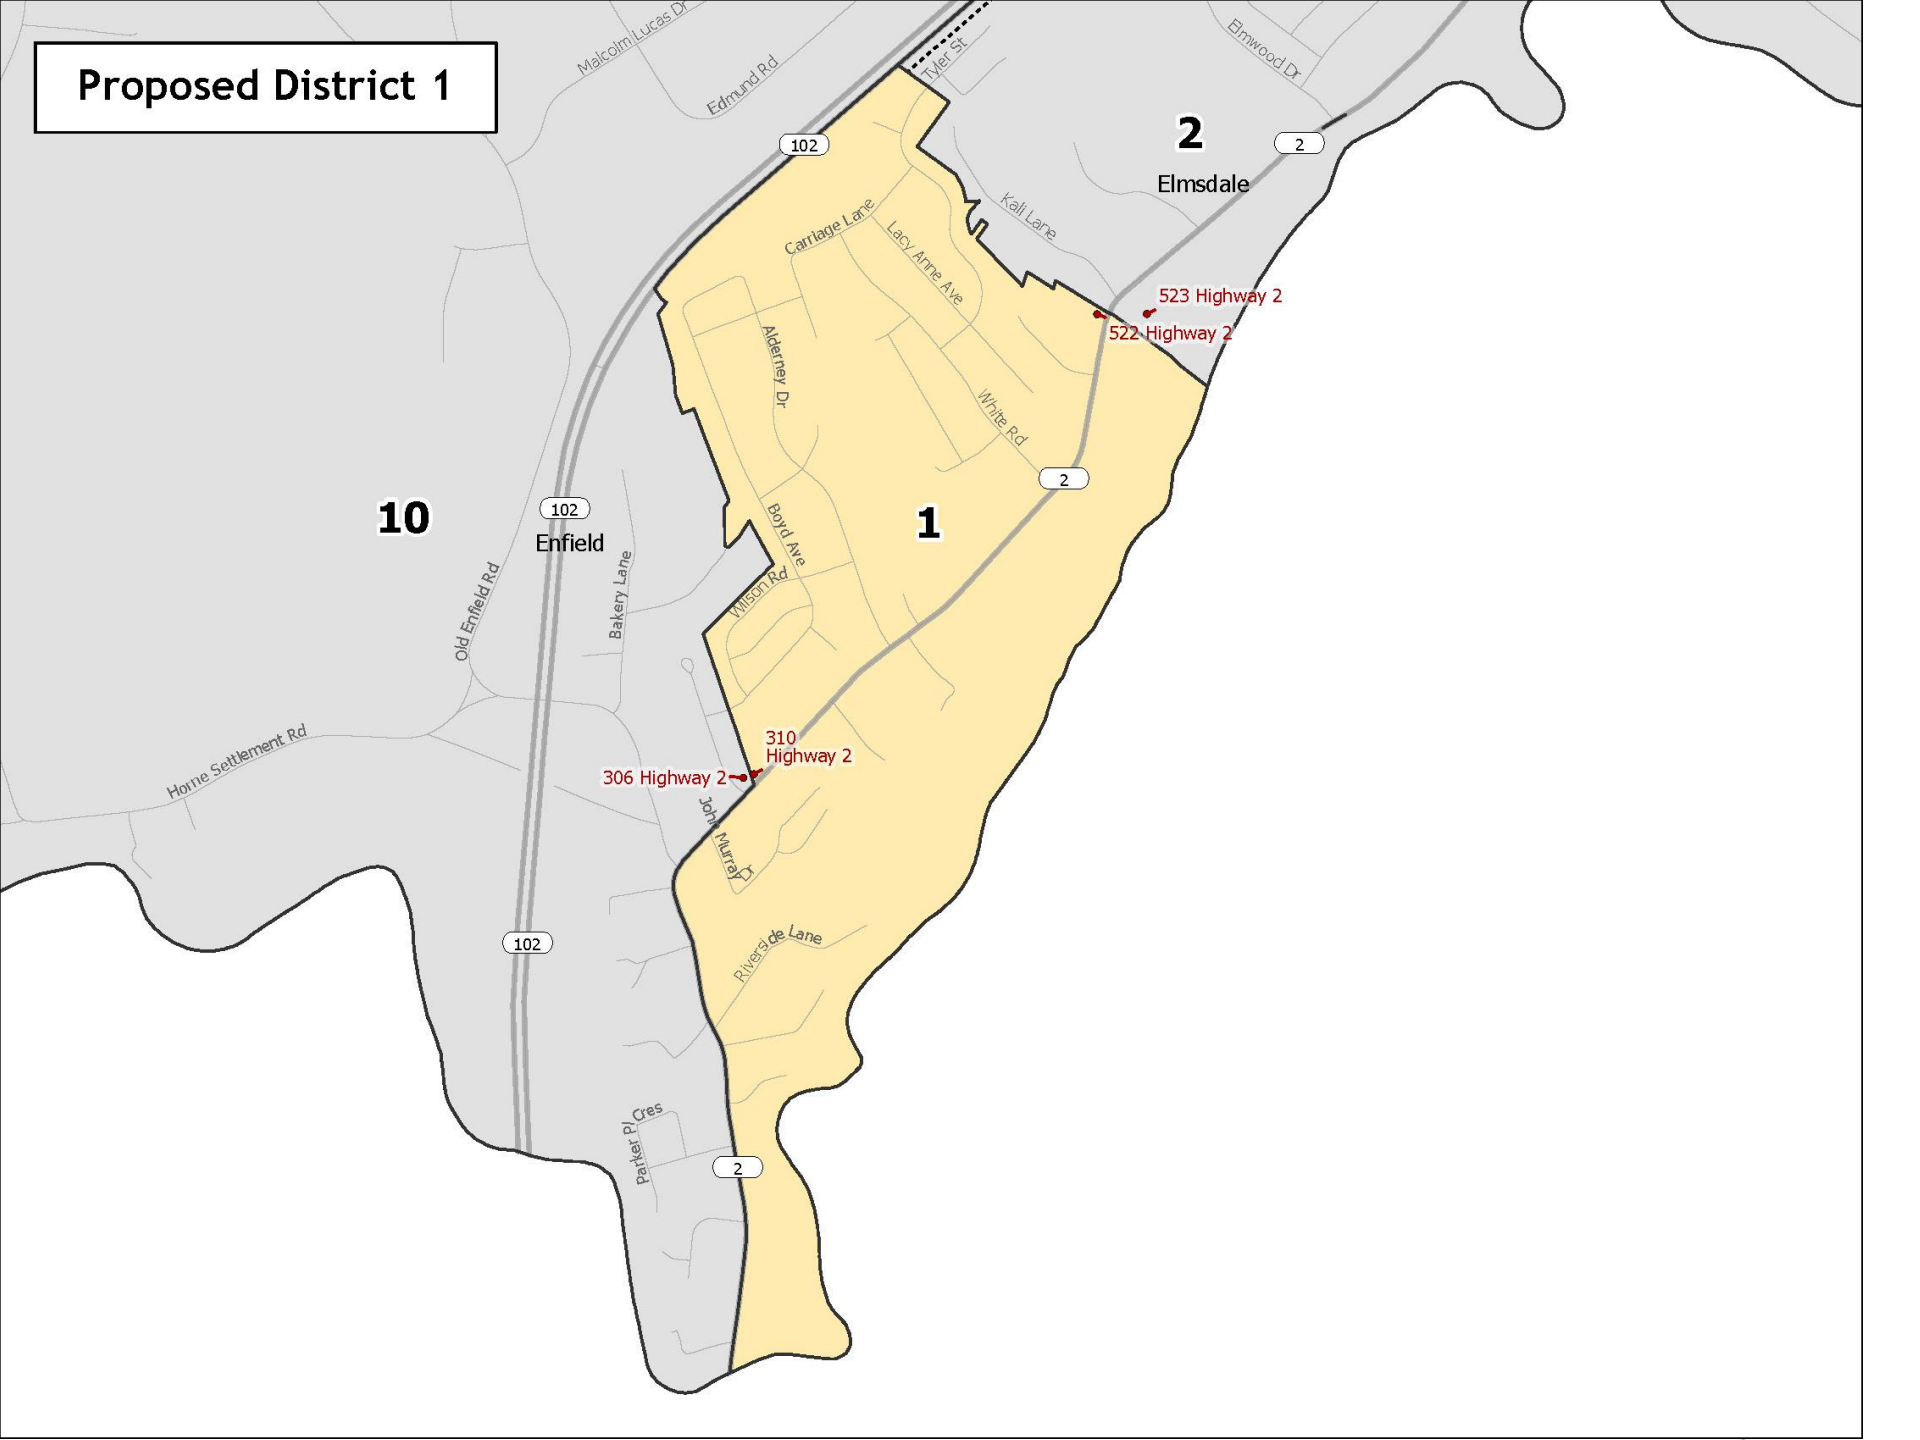 Proposed District 1
Malcolm Lucas Dr
Edmund Rd
Tyler St
Elmwood Dr
102
2
2
Elmsdale
Kali Lane
Carriage Lane
Lacy Anne Ave
523 Highway 2
522 Highway 2
Alderney Dr
White Rd
2
10
102
Enfield
1
Boyd Ave
Wilson Rd
Old Enfield Rd
Bakery Lane
Horne Settlement Rd
310
Highway 2
306 Highway 2
John Murray Dr
102
Riverside Lane
Parker Pl Cres
2